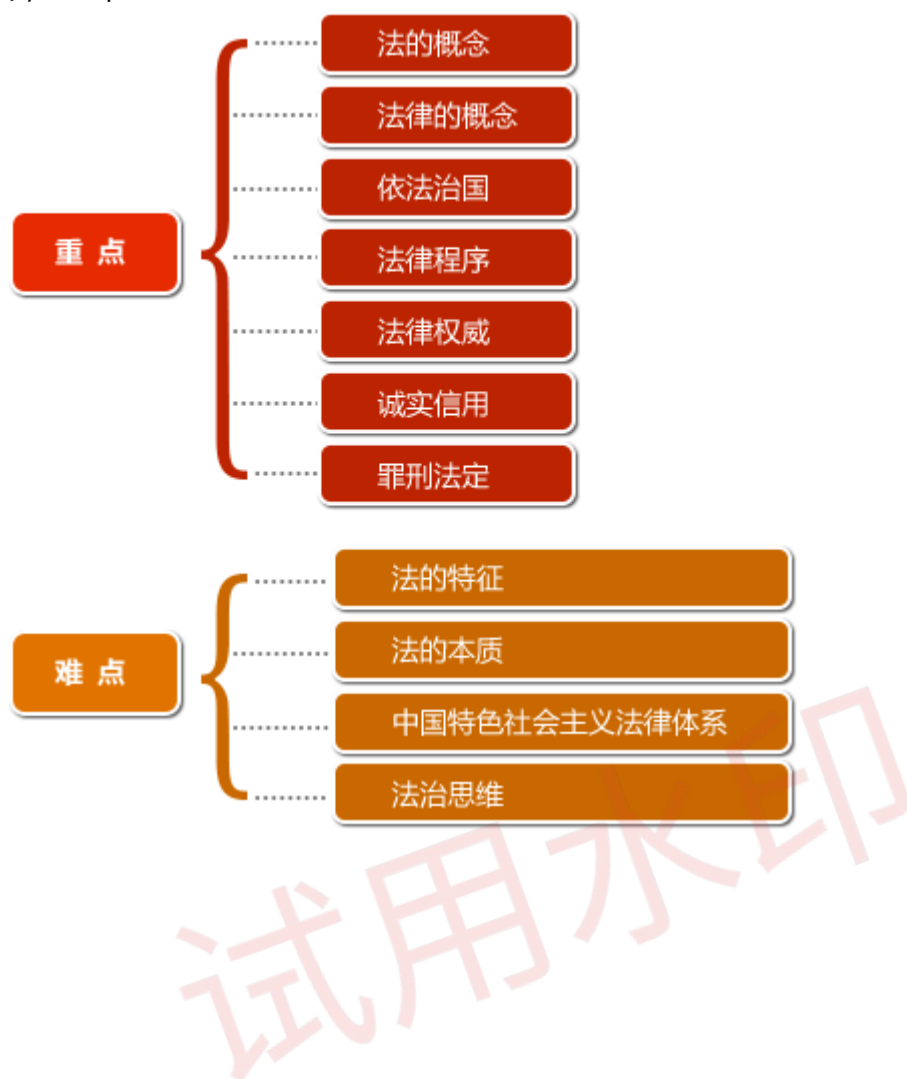 重 点
法的概念
法律的概念
依法治国
法律程序
法律权威
诚实信用
罪刑法定
难 点
法的特征
法的本质
中国特色社会主义法律体系
法治思维
试用水印